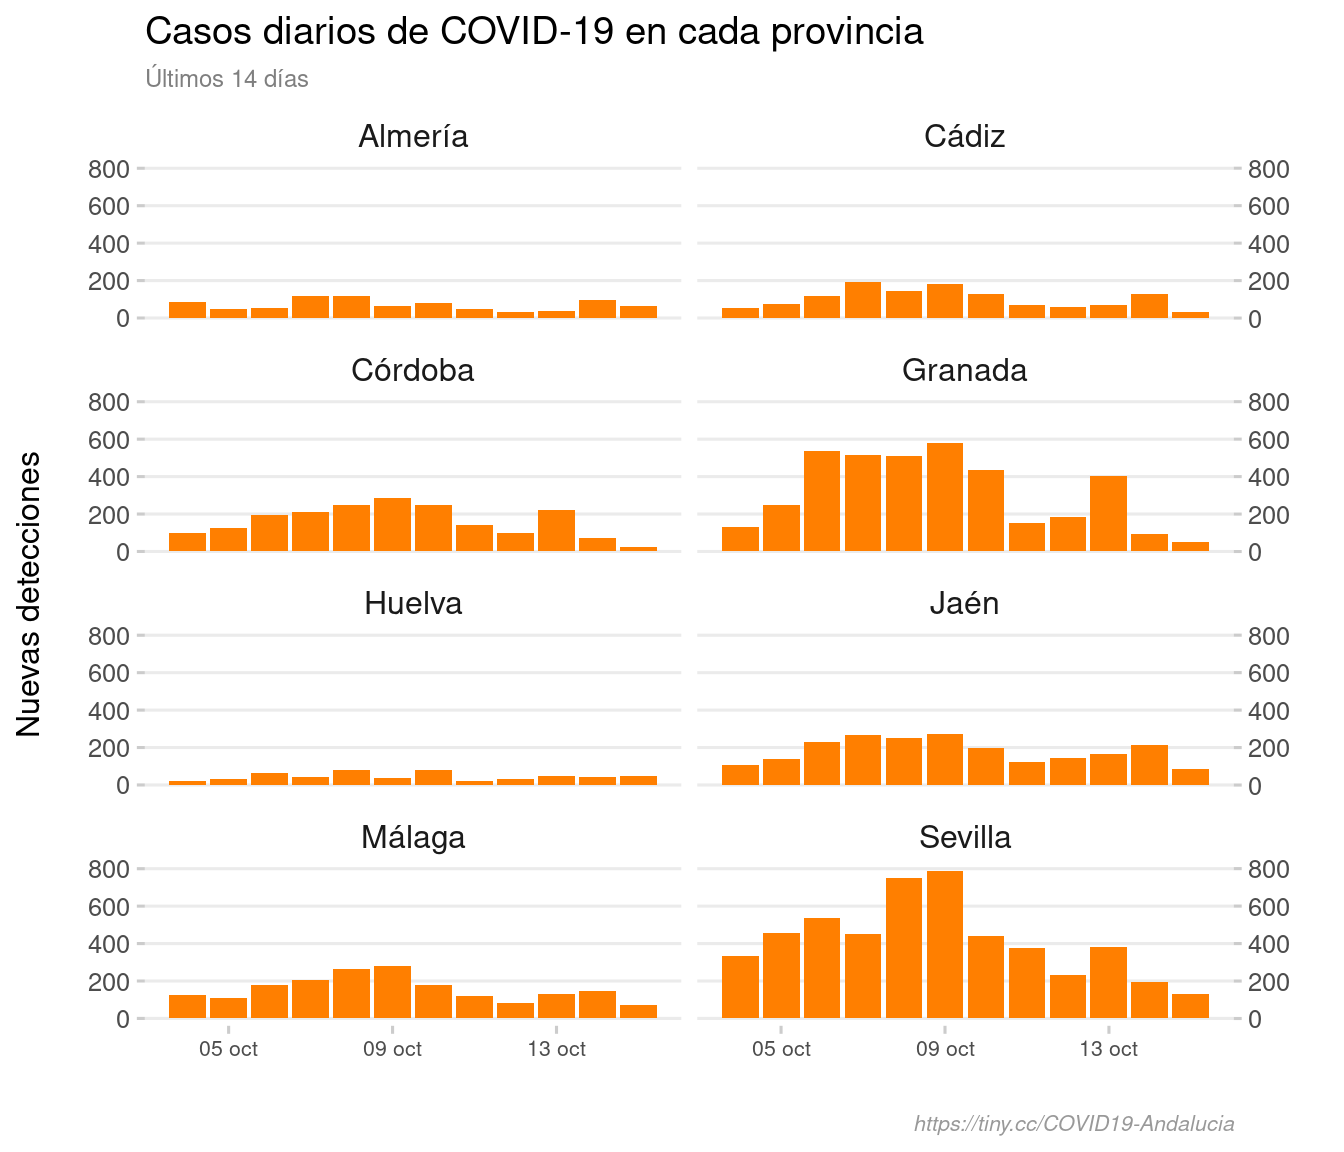 Casos diarios de COVID-19 en cada provincia
Últimos 14 días
Nuevas detecciones
Almería
Cádiz
800
600
400
200
0
800
600
400
200
0
Córdoba
Granada
800
600
400
200
0
800
600
400
200
0
Huelva
Jaén
800
600
400
200
0
800
600
400
200
0
Málaga
Sevilla
800
600
400
200
0
800
600
400
200
0
05 oct
09 oct
13 oct
05 oct
09 oct
13 oct
https://tiny.cc/COVID19-Andalucia